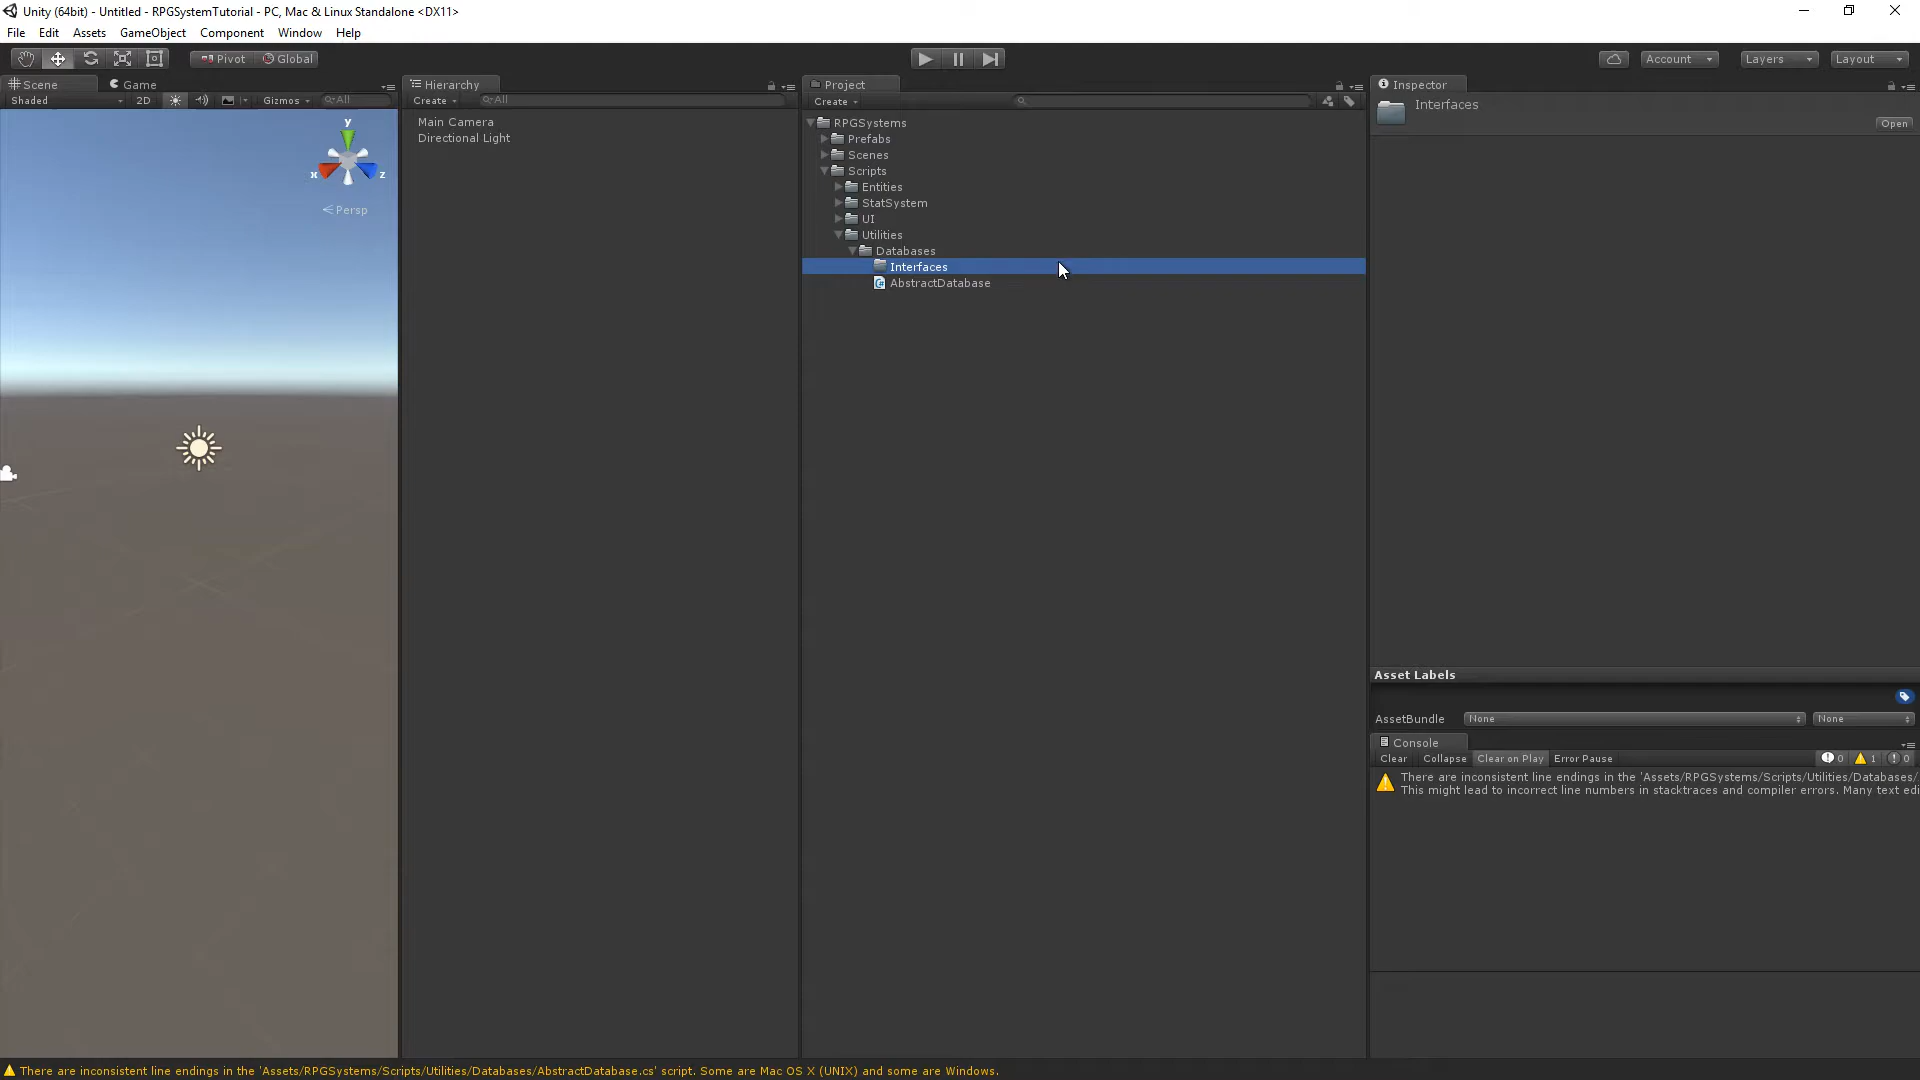 Unity (64bit) - Untitled - RPGSystemTutorial - PC, Mac & Linux Standalone <DX11>
File Edit Assets GameObject Component Window Help
Pivot Global Account Layers Layout
Scene Game
Shaded 2D Gizmos All
y
x z
Persp
Hierarchy
Create All
Main Camera
Directional Light
Project
Create
RPGSystems
Prefabs
Scenes
Scripts
Entities
StatSystem
UI
Utilities
Databases
Interfaces
AbstractDatabase
Inspector
Interfaces
Open
Asset Labels
AssetBundle None None
Console
Clear Collapse Clear on Play Error Pause 0 1 0
There are inconsistent line endings in the 'Assets/RPGSystems/Scripts/Utilities/Databases/
This might lead to incorrect line numbers in stacktraces and compiler errors. Many text edi
There are inconsistent line endings in the 'Assets/RPGSystems/Scripts/Utilities/Databases/AbstractDatabase.cs' script. Some are Mac OS X (UNIX) and some are Windows.